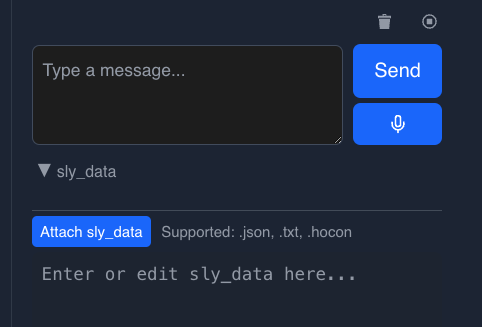 Type a message...
Send
▼ sly_data
Attach sly_data Supported: .json, .txt, .hocon
Enter or edit sly_data here...